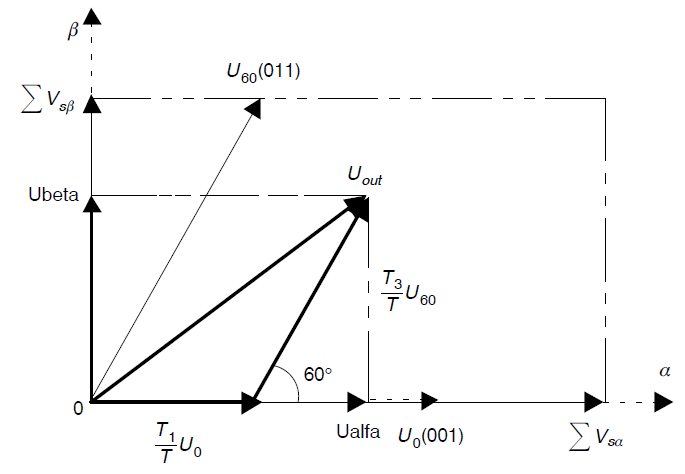 β
U60(011)
∑ Vsβ
Uout
Ubeta
T3/T U60
60°
α
0
T1/T U0
Ualfa
U0(001)
∑ Vsα